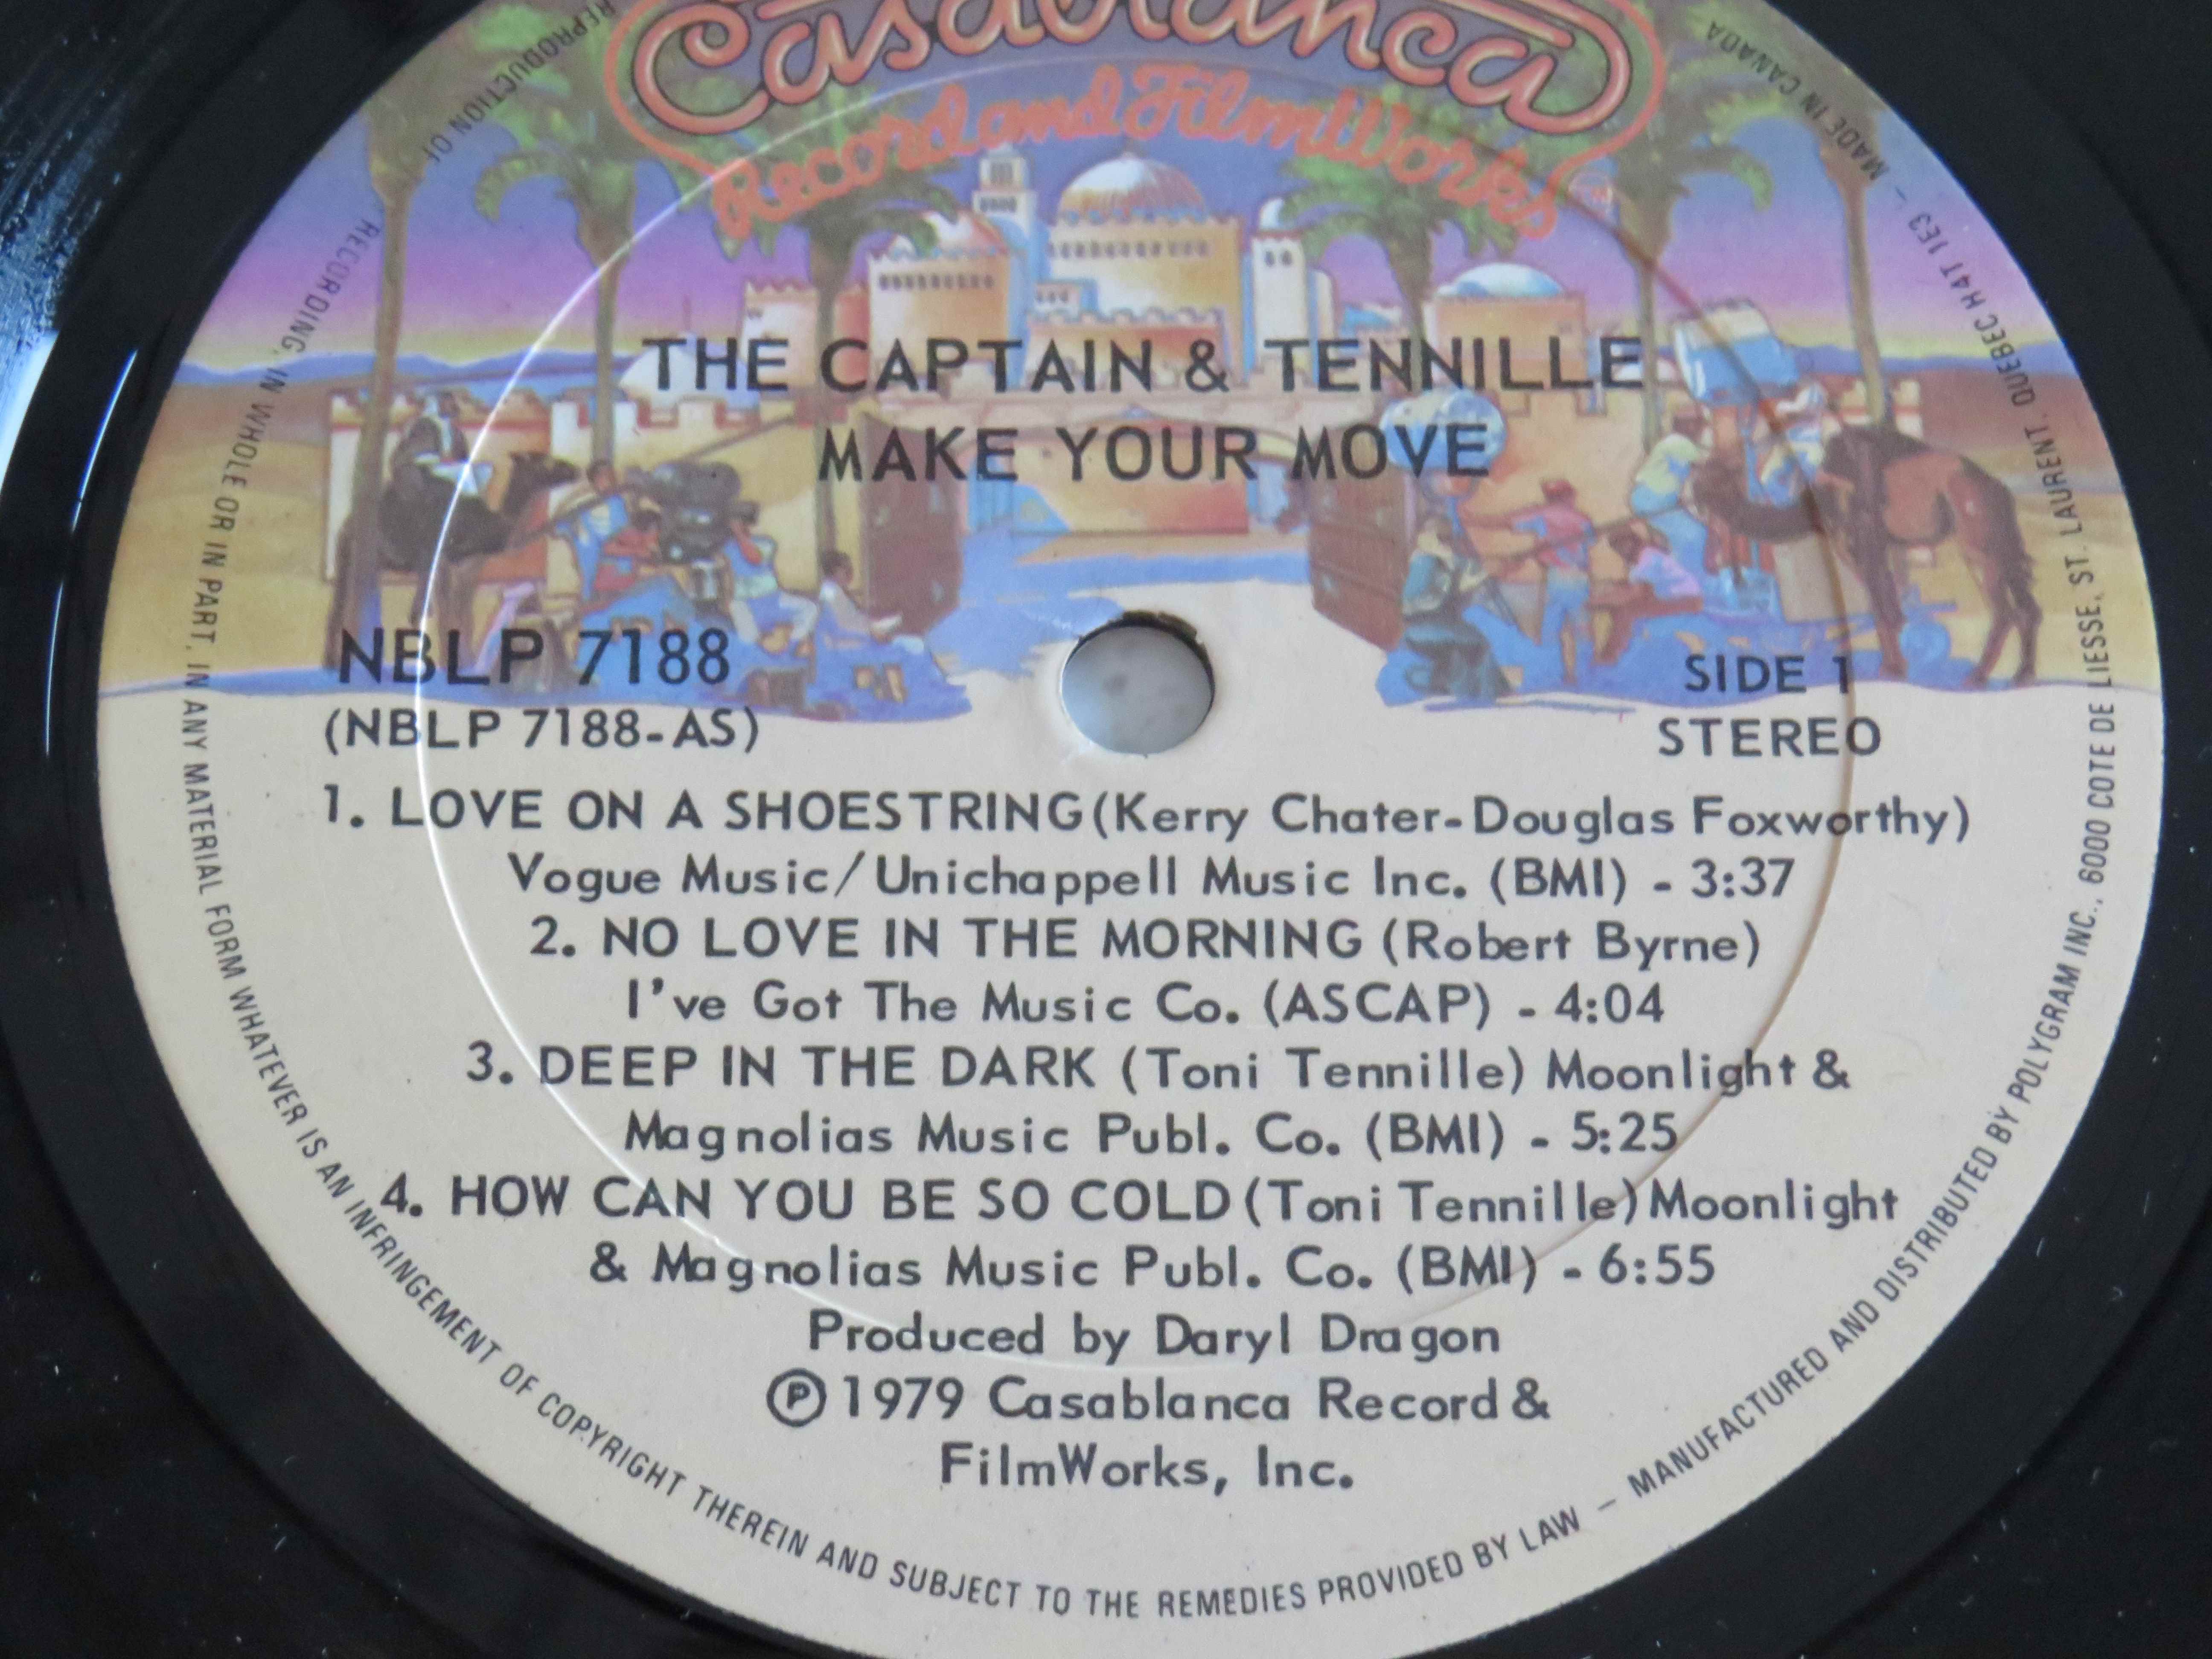 Casablanca
Record and FilmWorks
THE CAPTAIN & TENNILLE
MAKE YOUR MOVE
NBLP 7188
(NBLP 7188-AS)
SIDE 1
STEREO
1. LOVE ON A SHOESTRING (Kerry Chater-Douglas Foxworthy)
Vogue Music/Unichappell Music Inc. (BMI) - 3:37
2. NO LOVE IN THE MORNING (Robert Byrne)
I've Got The Music Co. (ASCAP) - 4:04
3. DEEP IN THE DARK (Toni Tennille) Moonlight &
Magnolias Music Publ. Co. (BMI) - 5:25
4. HOW CAN YOU BE SO COLD (Toni Tennille) Moonlight
& Magnolias Music Publ. Co. (BMI) - 6:55
Produced by Daryl Dragon
Ⓟ 1979 Casablanca Record &
FilmWorks, Inc.
REPRODUCTION OF RECORDING, IN WHOLE OR IN PART, IN ANY MATERIAL FORM WHATEVER IS AN INFRINGEMENT OF COPYRIGHT THEREIN AND SUBJECT TO THE REMEDIES PROVIDED BY LAW – MANUFACTURED AND DISTRIBUTED BY POLYGRAM INC., 6000 COTE DE LIESSE, ST. LAURENT, QUEBEC H4T 1E3 – MADE IN CANADA